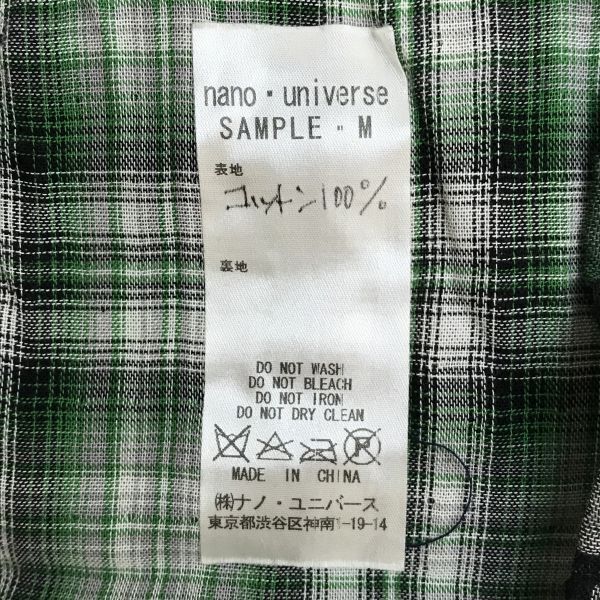 nano・universe
SAMPLE・M
表地
コットン100%
裏地
DO NOT WASH
DO NOT BLEACH
DO NOT IRON
DO NOT DRY CLEAN
P
MADE IN CHINA
㈱ナノ・ユニバース
東京都渋谷区神南1-19-14